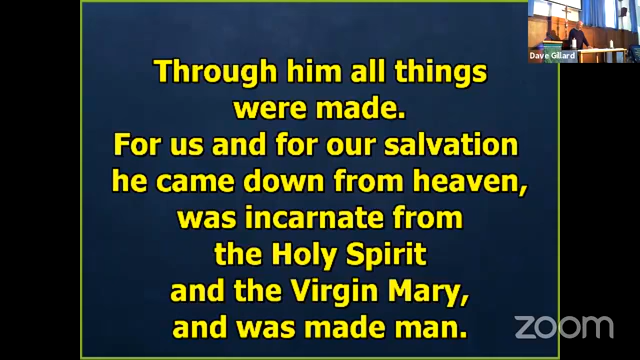 Through him all things
were made.
For us and for our salvation
he came down from heaven,
was incarnate from
the Holy Spirit
and the Virgin Mary,
and was made man.
Dave Gilard
zoom